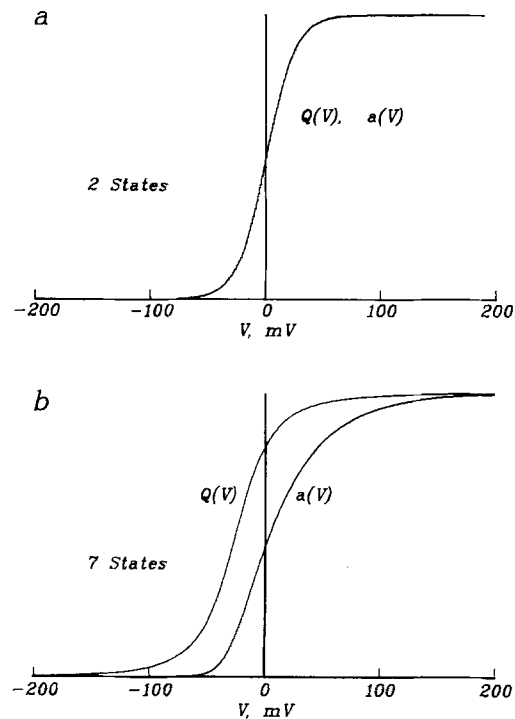 a
Q(V), a(V)
2 States
-200 -100 0 100 200
V, mV
b
Q(V) a(V)
7 States
-200 -100 0 100 200
V, mV